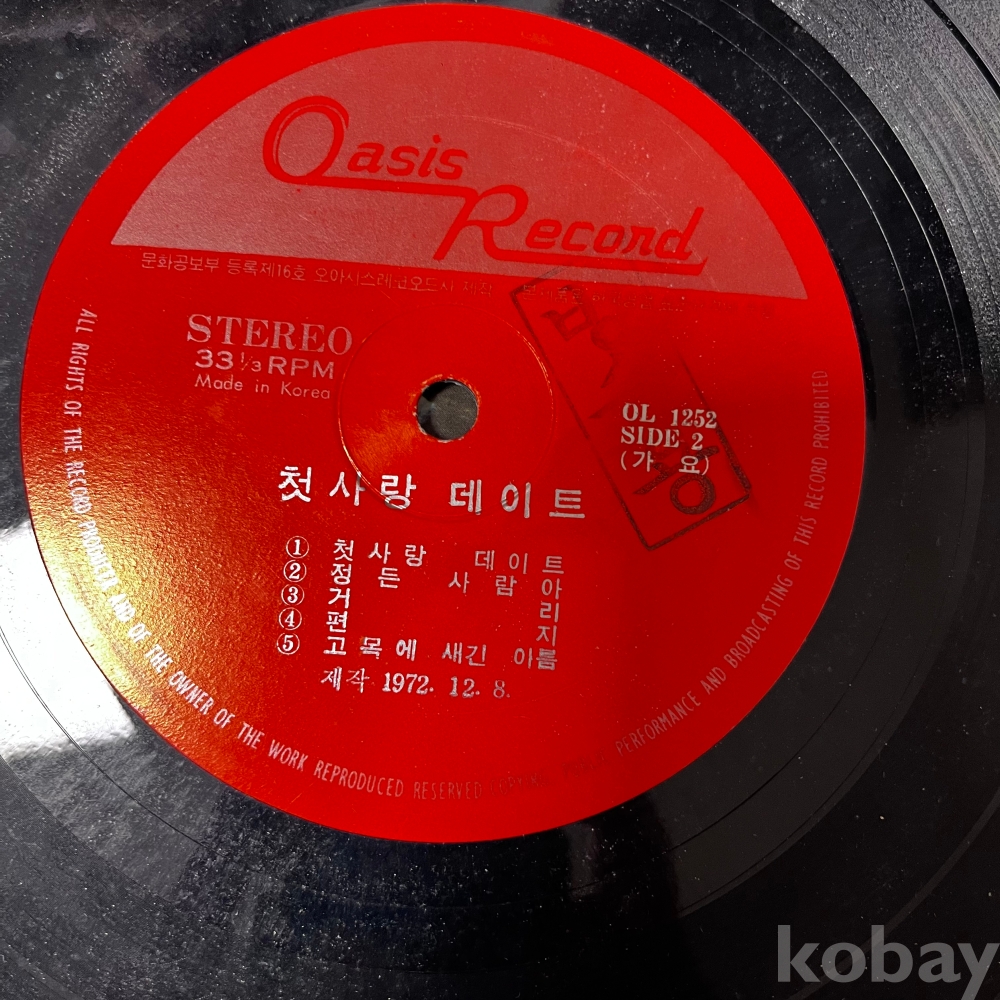 Oasis
Record
문화공보부 등록제16호 오아시스레코오드사 제작
STEREO
33 1/3 RPM
Made in Korea
OL 1252
SIDE 2
(가 요)
첫사랑 데이트
① 첫사랑 데이트
② 정든 사람아
③ 거리
④ 편지
⑤ 고목에 새긴 아름
제작 1972. 12. 8.
ALL RIGHTS OF THE RECORD PRODUCER AND OF THE OWNER OF THE WORK REPRODUCED RESERVED COPYING PUBLIC PERFORMANCE AND BROADCASTING OF THIS RECORD PROHIBITED
kobay